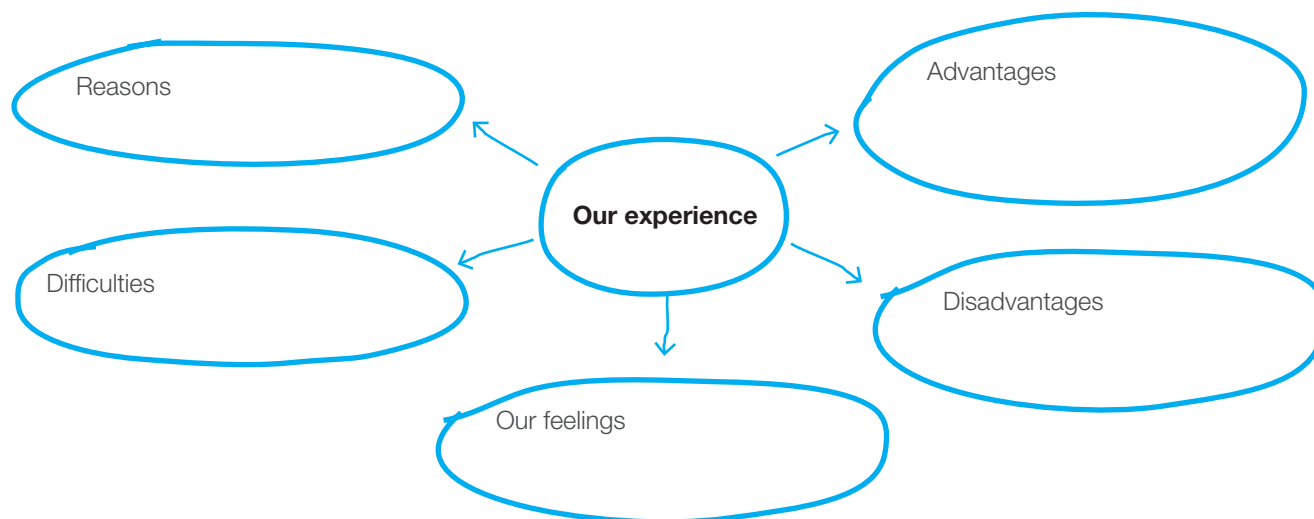 Reasons
Advantages
Our experience
Difficulties
Disadvantages
Our feelings